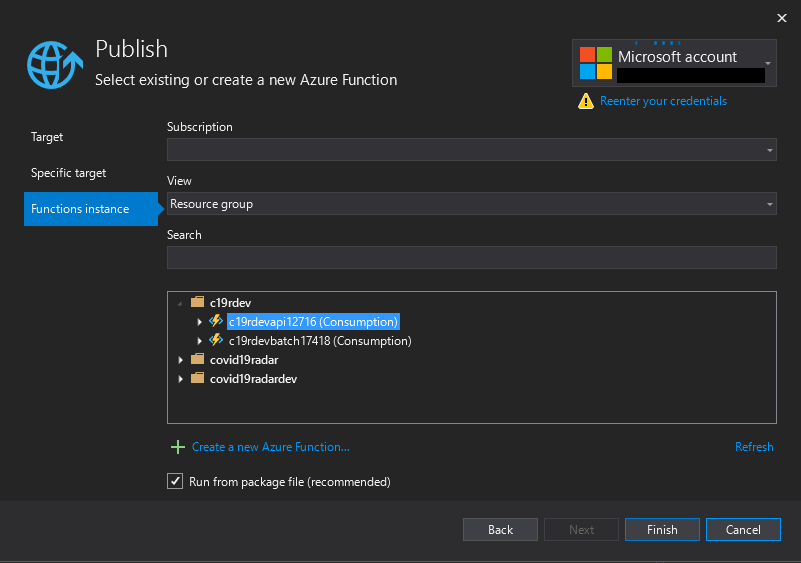 Publish
Select existing or create a new Azure Function
Microsoft account
Reenter your credentials
Target
Specific target
Functions instance
Subscription
View
Resource group
Search
c19rdev
c19rdevapi12716 (Consumption)
c19rdevbatch17418 (Consumption)
covid19radar
covid19radardev
Create a new Azure Function...
Refresh
Run from package file (recommended)
Back
Next
Finish
Cancel